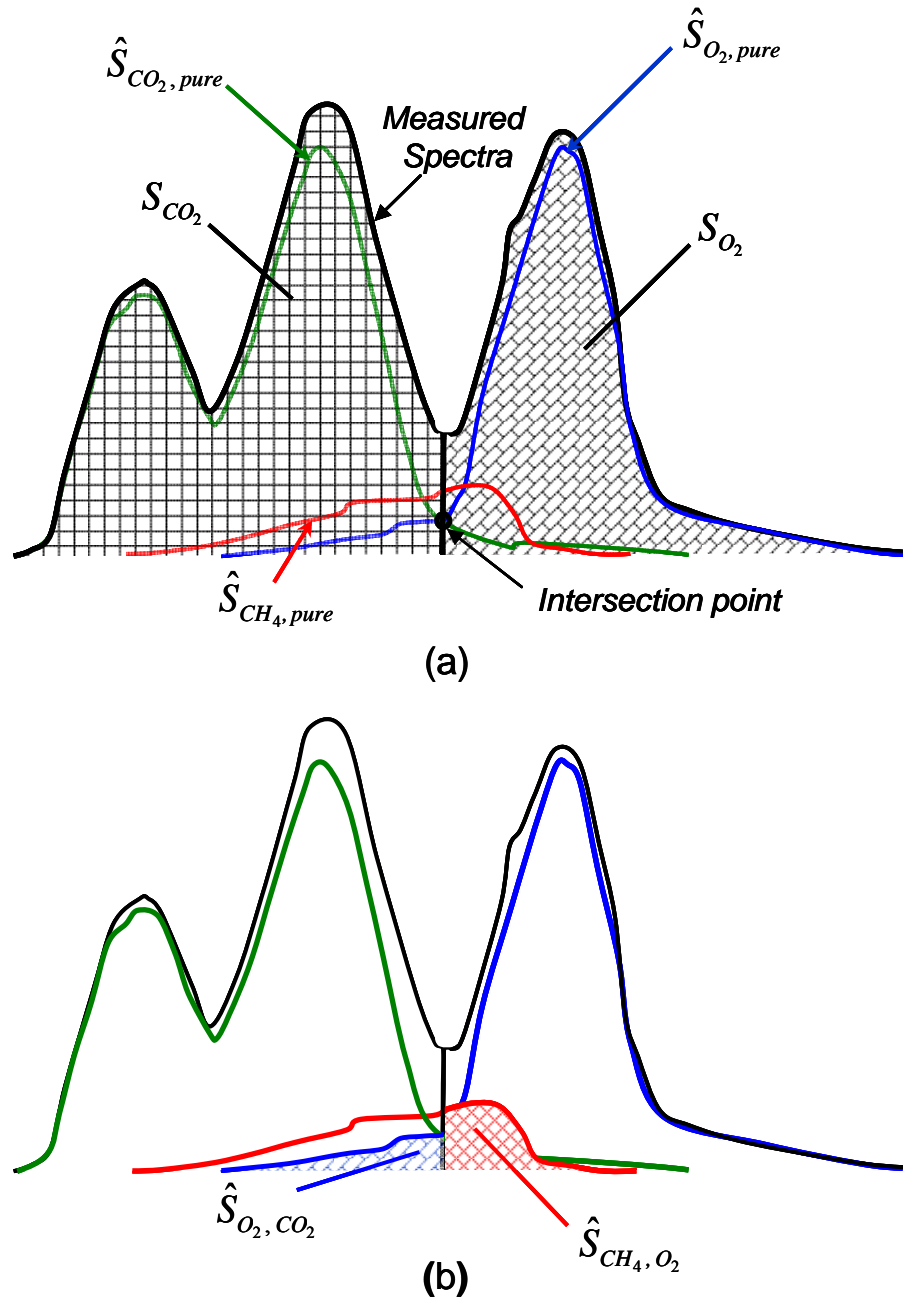 Ŝ_{O₂, pure}
Ŝ_{CO₂, pure}
Measured
Spectra
S_{CO₂}
S_{O₂}
Ŝ_{CH₄, pure}
Intersection point
(a)
Ŝ_{O₂, CO₂}
Ŝ_{CH₄, O₂}
(b)